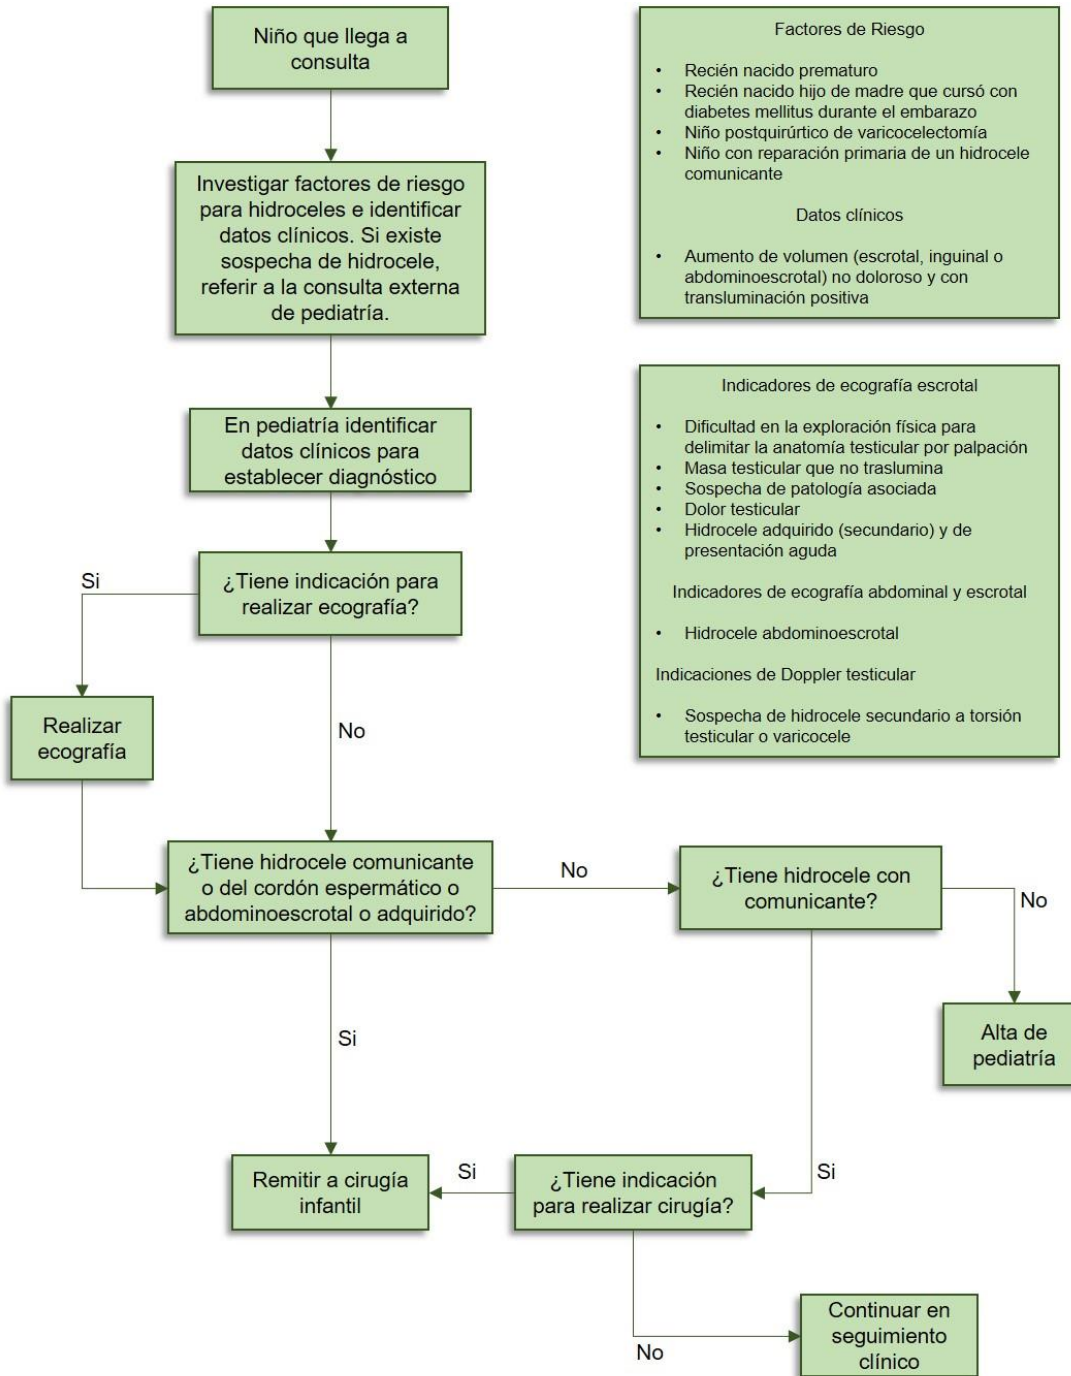 Niño que llega a
consulta
Investigar factores de riesgo
para hidroceles e identificar
datos clínicos. Si existe
sospecha de hidrocele,
referir a la consulta externa
de pediatría.
En pediatría identificar
datos clínicos para
establecer diagnóstico
¿Tiene indicación para
realizar ecografía?
Si
No
Realizar
ecografía
¿Tiene hidrocele comunicante
o del cordón espermático o
abdominoescrotal o adquirido?
No
¿Tiene hidrocele con
comunicante?
No
Alta de
pediatría
Si
Si
Remitir a cirugía
infantil
Si
¿Tiene indicación
para realizar cirugía?
No
Continuar en
seguimiento
clínico
Factores de Riesgo
• Recién nacido prematuro
• Recién nacido hijo de madre que cursó con
diabetes mellitus durante el embarazo
• Niño postquirúrtico de varicocelectomía
• Niño con reparación primaria de un hidrocele
comunicante
Datos clínicos
• Aumento de volumen (escrotal, inguinal o
abdominoescrotal) no doloroso y con
transluminación positiva
Indicadores de ecografía escrotal
• Dificultad en la exploración física para
delimitar la anatomía testicular por palpación
• Masa testicular que no traslumina
• Sospecha de patología asociada
• Dolor testicular
• Hidrocele adquirido (secundario) y de
presentación aguda
Indicadores de ecografía abdominal y escrotal
• Hidrocele abdominoescrotal
Indicaciones de Doppler testicular
• Sospecha de hidrocele secundario a torsión
testicular o varicocele